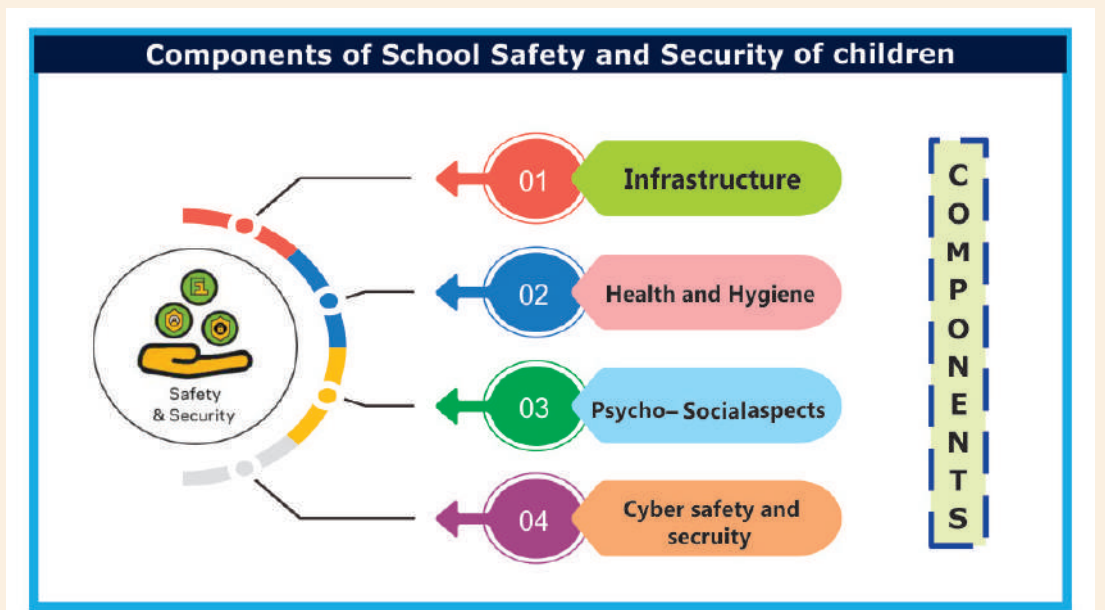 Components of School Safety and Security of children
01
Infrastructure
02
Health and Hygiene
03
Psycho–Socialaspects
04
Cyber safety and
secruity
Safety
& Security
COMPONENTS